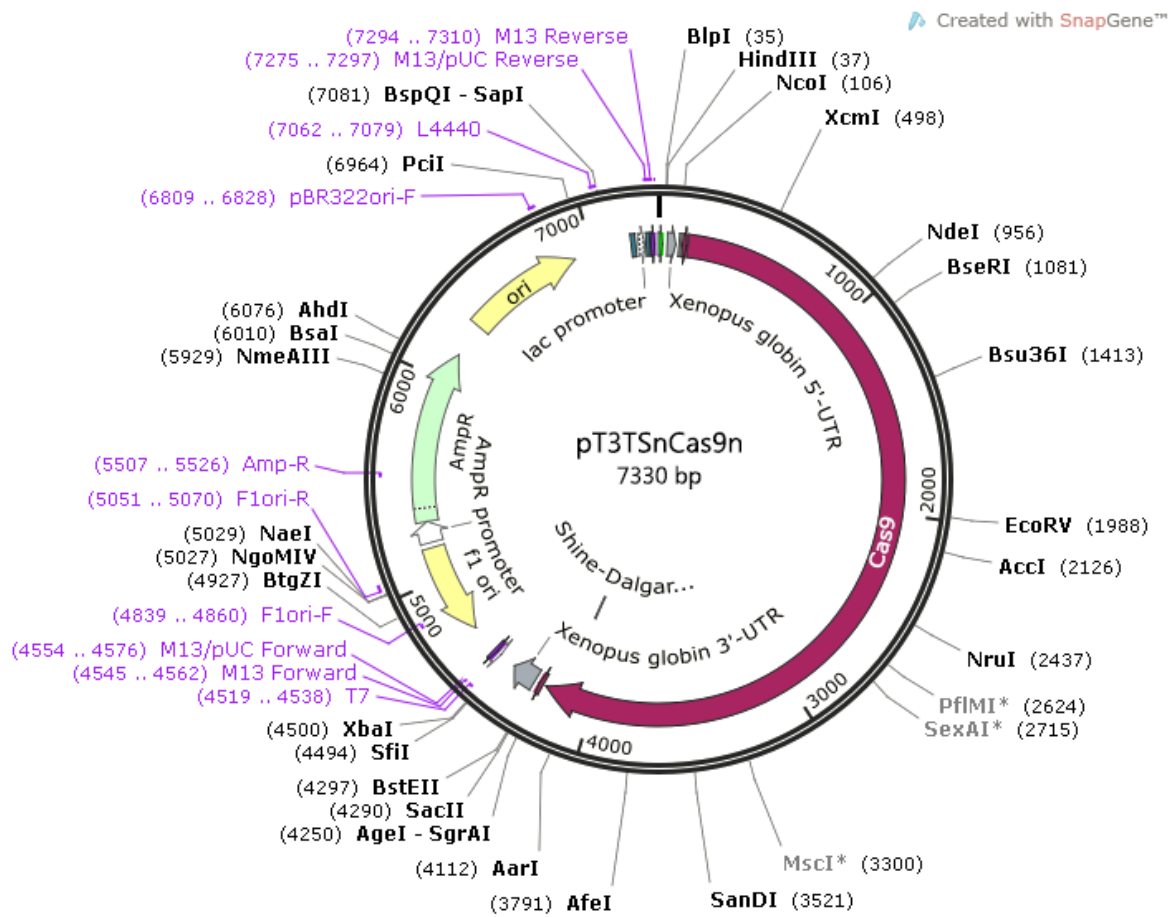 Created with SnapGene™
(7294 .. 7310) M13 Reverse
(7275 .. 7297) M13/pUC Reverse
(7081) BspQI - SapI
(7062 .. 7079) L4440
(6964) PciI
(6809 .. 6828) pBR322ori-F
BlpI (35)
HindIII (37)
NcoI (106)
XcmI (498)
NdeI (956)
BseRI (1081)
Bsu36I (1413)
EcoRV (1988)
AccI (2126)
NruI (2437)
PflMI* (2624)
SexAI* (2715)
MscI* (3300)
SanDI (3521)
(3791) AfeI
(4112) AarI
(4250) AgeI - SgrAI
(4290) SacII
(4297) BstEII
(4494) SfiI
(4500) XbaI
(4519 .. 4538) T7
(4545 .. 4562) M13 Forward
(4554 .. 4576) M13/pUC Forward
(4839 .. 4860) F1ori-F
(4927) BtgZI
(5027) NgoMIV
(5029) NaeI
(5051 .. 5070) F1ori-R
(5507 .. 5526) Amp-R
(5929) NmeAIII
(6010) BsaI
(6076) AhdI
1000
2000
3000
4000
5000
6000
7000
ori
lac promoter
Xenopus globin 5'-UTR
Cas9
pT3TSnCas9n
7330 bp
Shine-Dalgar...
Xenopus globin 3'-UTR
AmpR
AmpR promoter
f1 ori